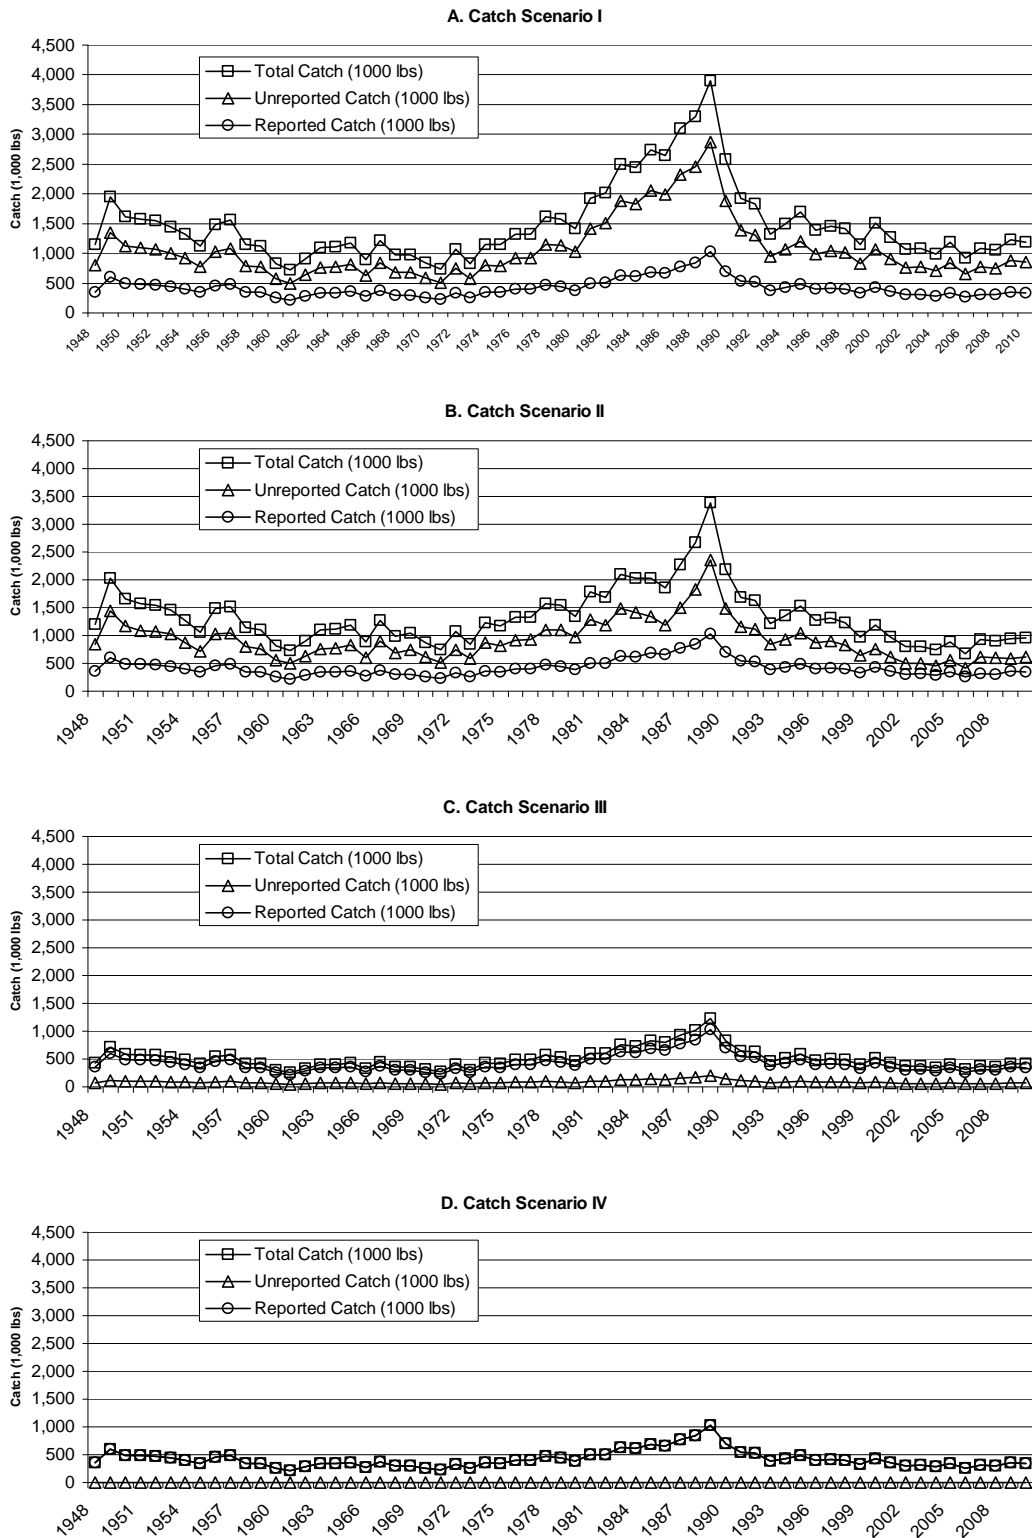 A. Catch Scenario I
4,500
4,000
3,500
3,000
2,500
2,000
1,500
1,000
500
0
Catch (1,000 lbs)
Total Catch (1000 lbs)
Unreported Catch (1000 lbs)
Reported Catch (1000 lbs)
1948 1950 1952 1954 1956 1958 1960 1962 1964 1966 1968 1970 1972 1974 1976 1978 1980 1982 1984 1986 1988 1990 1992 1994 1996 1998 2000 2002 2004 2006 2008 2010
B. Catch Scenario II
4,500
4,000
3,500
3,000
2,500
2,000
1,500
1,000
500
0
Catch (1,000 lbs)
Total Catch (1000 lbs)
Unreported Catch (1000 lbs)
Reported Catch (1000 lbs)
1948 1951 1954 1957 1960 1963 1966 1969 1972 1975 1978 1981 1984 1987 1990 1993 1996 1999 2002 2005 2008
C. Catch Scenario III
4,500
4,000
3,500
3,000
2,500
2,000
1,500
1,000
500
0
Catch (1,000 lbs)
Total Catch (1000 lbs)
Unreported Catch (1000 lbs)
Reported Catch (1000 lbs)
1948 1951 1954 1957 1960 1963 1966 1969 1972 1975 1978 1981 1984 1987 1990 1993 1996 1999 2002 2005 2008
D. Catch Scenario IV
4,500
4,000
3,500
3,000
2,500
2,000
1,500
1,000
500
0
Catch (1,000 lbs)
Total Catch (1000 lbs)
Unreported Catch (1000 lbs)
Reported Catch (1000 lbs)
1948 1951 1954 1957 1960 1963 1966 1969 1972 1975 1978 1981 1984 1987 1990 1993 1996 1999 2002 2005 2008